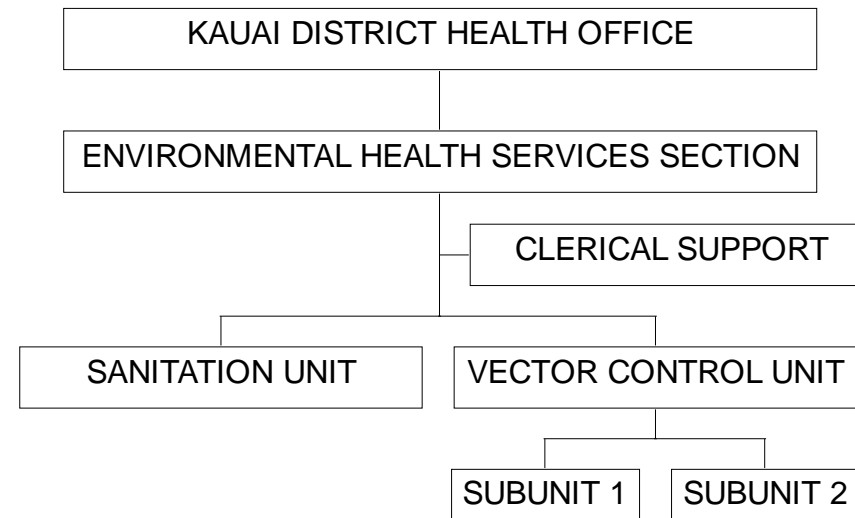 KAUAI DISTRICT HEALTH OFFICE
ENVIRONMENTAL HEALTH SERVICES SECTION
CLERICAL SUPPORT
SANITATION UNIT
VECTOR CONTROL UNIT
SUBUNIT 1
SUBUNIT 2